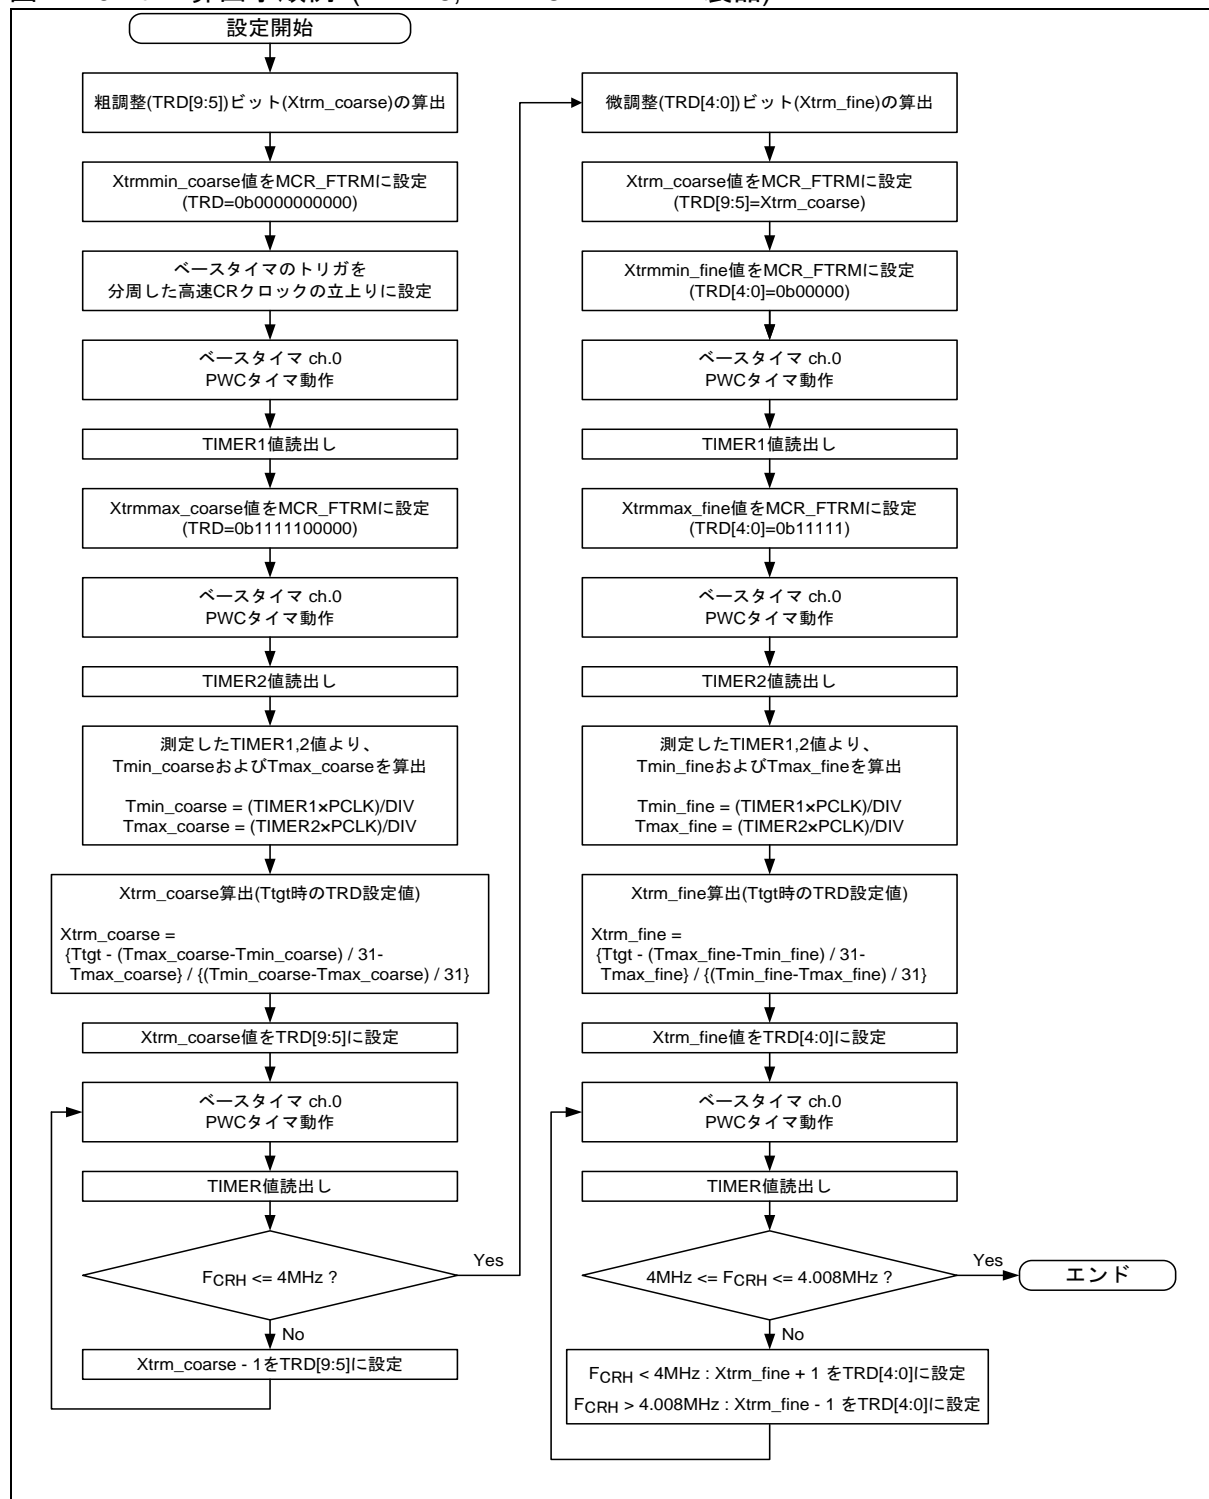 設定開始
粗調整(TRD[9:5])ビット(Xtrm_coarse)の算出
Xtrmmin_coarse値をMCR_FTRMに設定
(TRD=0b0000000000)
ベースタイマのトリガを
分周した高速CRクロックの立上りに設定
ベースタイマ ch.0
PWCタイマ動作
TIMER1値読出し
Xtrmmax_coarse値をMCR_FTRMに設定
(TRD=0b1111100000)
ベースタイマ ch.0
PWCタイマ動作
TIMER2値読出し
測定したTIMER1,2値より、
Tmin_coarseおよびTmax_coarseを算出
Tmin_coarse = (TIMER1×PCLK)/DIV
Tmax_coarse = (TIMER2×PCLK)/DIV
Xtrm_coarse算出(Ttgt時のTRD設定値)
Xtrm_coarse =
{Ttgt - (Tmax_coarse-Tmin_coarse) / 31-
Tmax_coarse} / {(Tmin_coarse-Tmax_coarse) / 31}
Xtrm_coarse値をTRD[9:5]に設定
ベースタイマ ch.0
PWCタイマ動作
TIMER値読出し
FCRH <= 4MHz ?
Yes
No
Xtrm_coarse - 1をTRD[9:5]に設定
微調整(TRD[4:0])ビット(Xtrm_fine)の算出
Xtrm_coarse値をMCR_FTRMに設定
(TRD[9:5]=Xtrm_coarse)
Xtrmmin_fine値をMCR_FTRMに設定
(TRD[4:0]=0b00000)
ベースタイマ ch.0
PWCタイマ動作
TIMER1値読出し
Xtrmmax_fine値をMCR_FTRMに設定
(TRD[4:0]=0b11111)
ベースタイマ ch.0
PWCタイマ動作
TIMER2値読出し
測定したTIMER1,2値より、
Tmin_fineおよびTmax_fineを算出
Tmin_fine = (TIMER1×PCLK)/DIV
Tmax_fine = (TIMER2×PCLK)/DIV
Xtrm_fine算出(Ttgt時のTRD設定値)
Xtrm_fine =
{Ttgt - (Tmax_fine-Tmin_fine) / 31-
Tmax_fine} / {(Tmin_fine-Tmax_fine) / 31}
Xtrm_fine値をTRD[4:0]に設定
ベースタイマ ch.0
PWCタイマ動作
TIMER値読出し
4MHz <= FCRH <= 4.008MHz ?
Yes
エンド
No
FCRH < 4MHz : Xtrm_fine + 1 をTRD[4:0]に設定
FCRH > 4.008MHz : Xtrm_fine - 1 をTRD[4:0]に設定